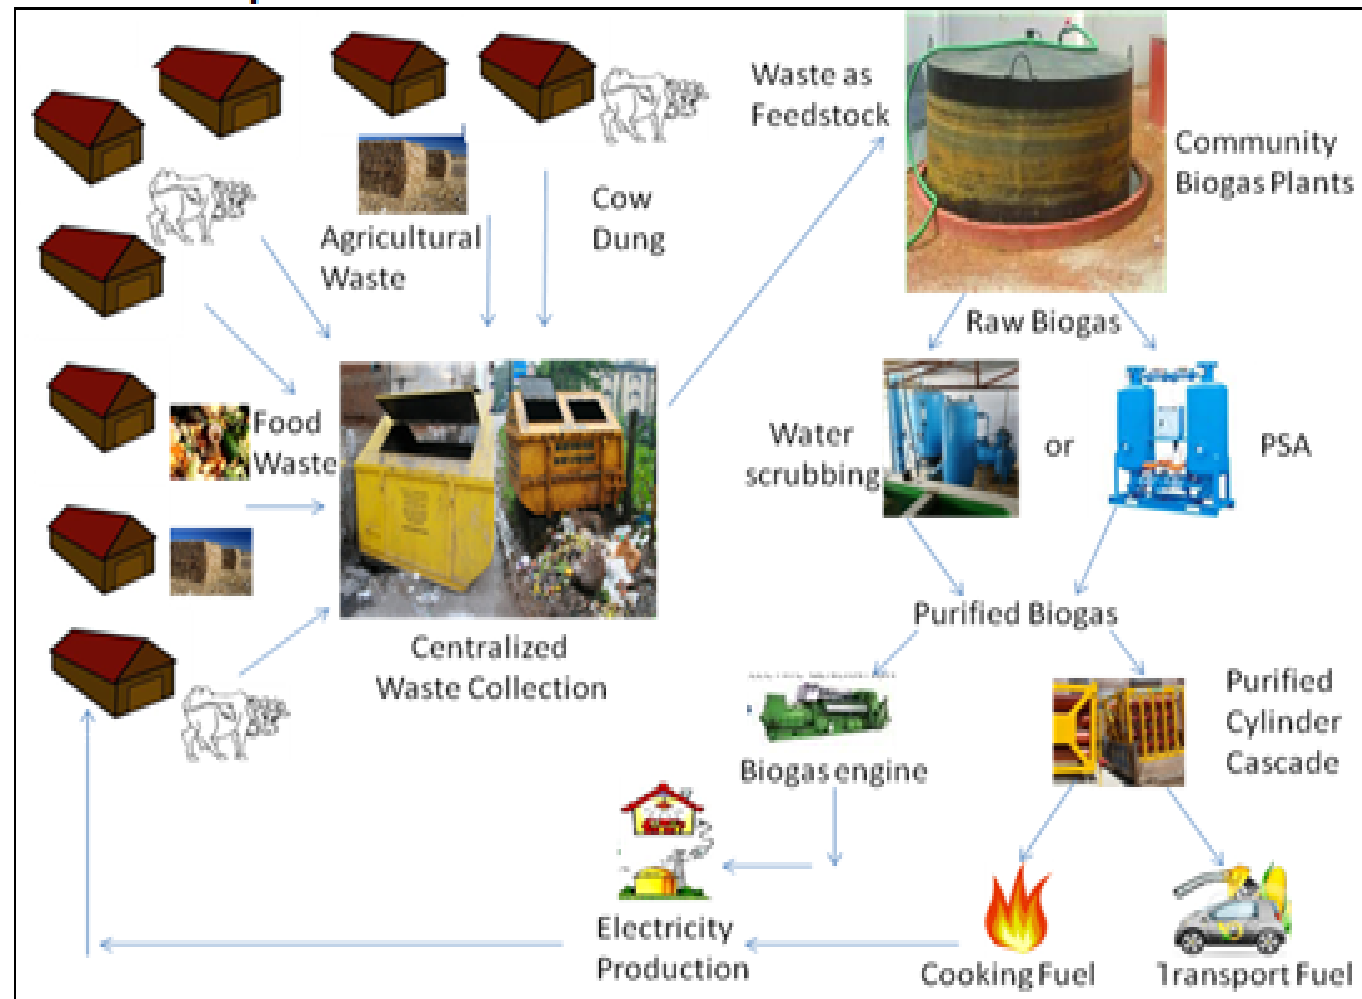 Waste as
Feedstock
Community
Biogas Plants
Cow
Dung
Agricultural
Waste
Raw Biogas
Food
Waste
Water
scrubbing
or
PSA
Purified Biogas
Centralized
Waste Collection
Purified
Cylinder
Cascade
Biogas engine
Electricity
Production
Cooking Fuel
Transport Fuel